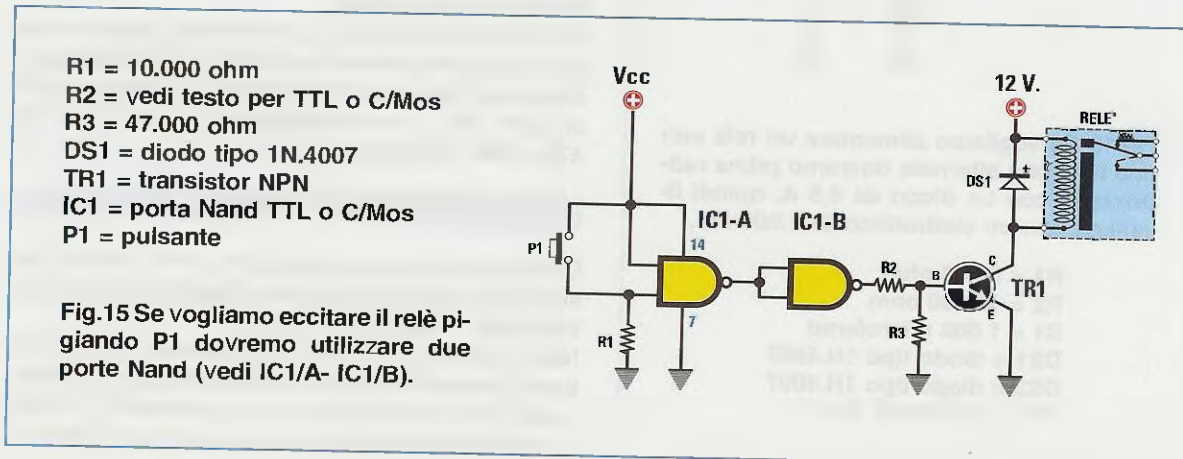 R1 = 10.000 ohm
R2 = vedi testo per TTL o C/Mos
R3 = 47.000 ohm
DS1 = diodo tipo 1N.4007
TR1 = transistor NPN
IC1 = porta Nand TTL o C/Mos
P1 = pulsante
Fig.15 Se vogliamo eccitare il relè pi-
giando P1 dovremo utilizzare due
porte Nand (vedi IC1/A- IC1/B).
Vcc
12 V.
RELE'
DS1
IC1-A
IC1-B
14
P1
R2
B
C
TR1
E
7
R1
R3